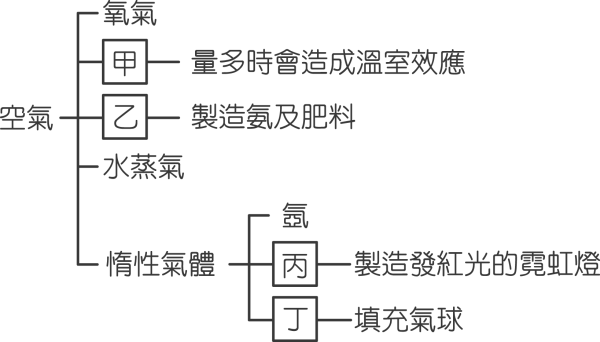 氧氣
甲 量多時會造成溫室效應
空氣
乙 製造氨及肥料
水蒸氣
氬
惰性氣體
丙 製造發紅光的霓虹燈
丁 填充氣球